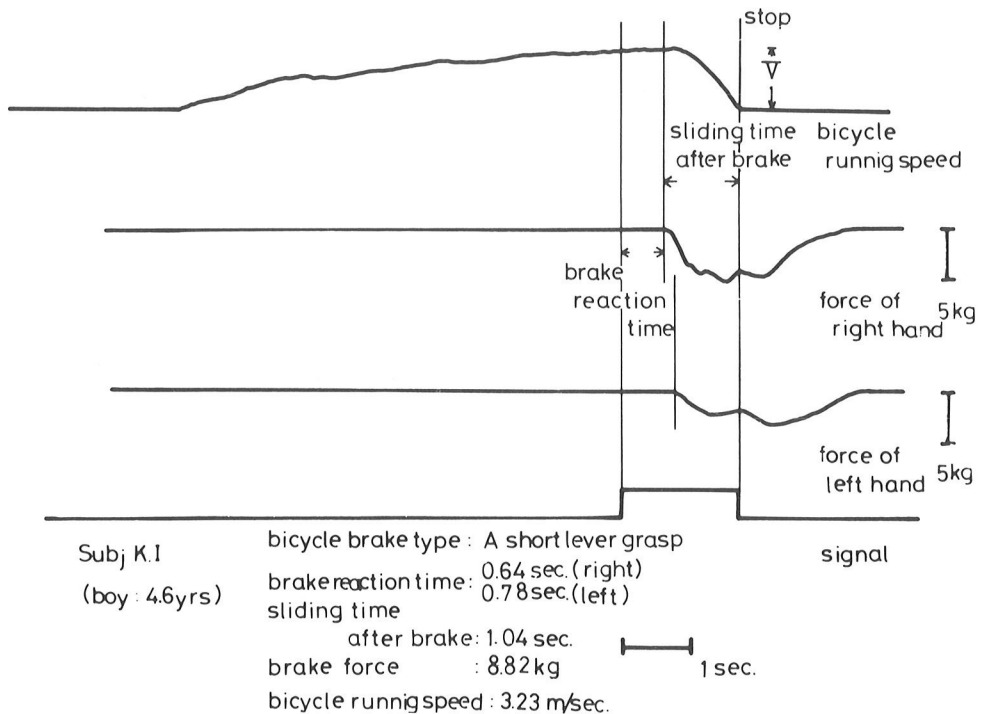 stop
V
sliding time
after brake
bicycle
runnig speed
brake
reaction
time
force of
right hand
5kg
force of
left hand
5kg
Subj K.I
(boy : 4.6yrs)
bicycle brake type : A short lever grasp
brake reaction time: 0.64 sec. (right)
0.78 sec. (left)
sliding time
after brake: 1.04 sec.
brake force : 8.82kg
bicycle runnig speed : 3.23 m/sec.
signal
1 sec.